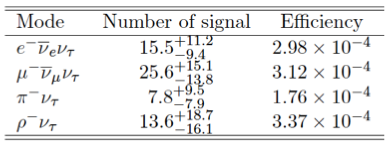 Mode Number of signal Efficiency
e⁻ν̅ₑν_τ 15.5^{+11.2}_{−9.4} 2.98 × 10⁻⁴
μ⁻ν̅_μν_τ 25.6^{+15.1}_{−13.8} 3.12 × 10⁻⁴
π⁻ν_τ 7.8^{+9.5}_{−7.9} 1.76 × 10⁻⁴
ρ⁻ν_τ 13.6^{+18.7}_{−16.1} 3.37 × 10⁻⁴